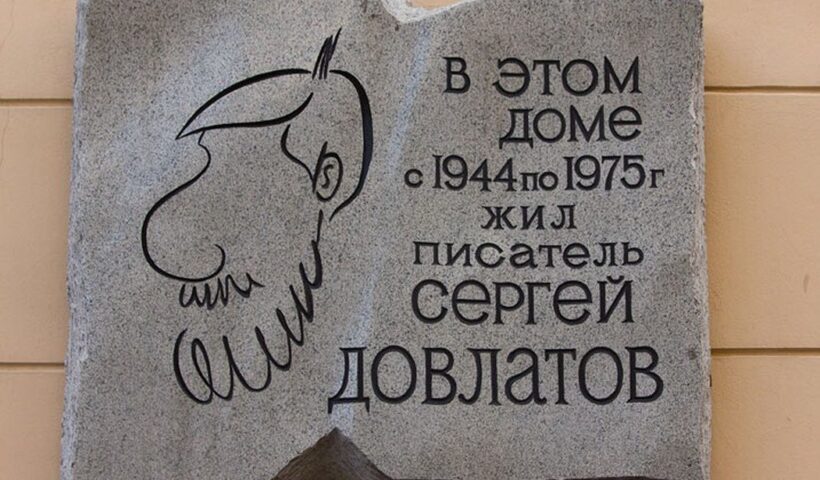 В ЭТОМ
ДОМЕ
с 1944 по 1975 г
ЖИЛ
ПИСАТЕЛЬ
СЕРГЕЙ
ДОВЛАТОВ